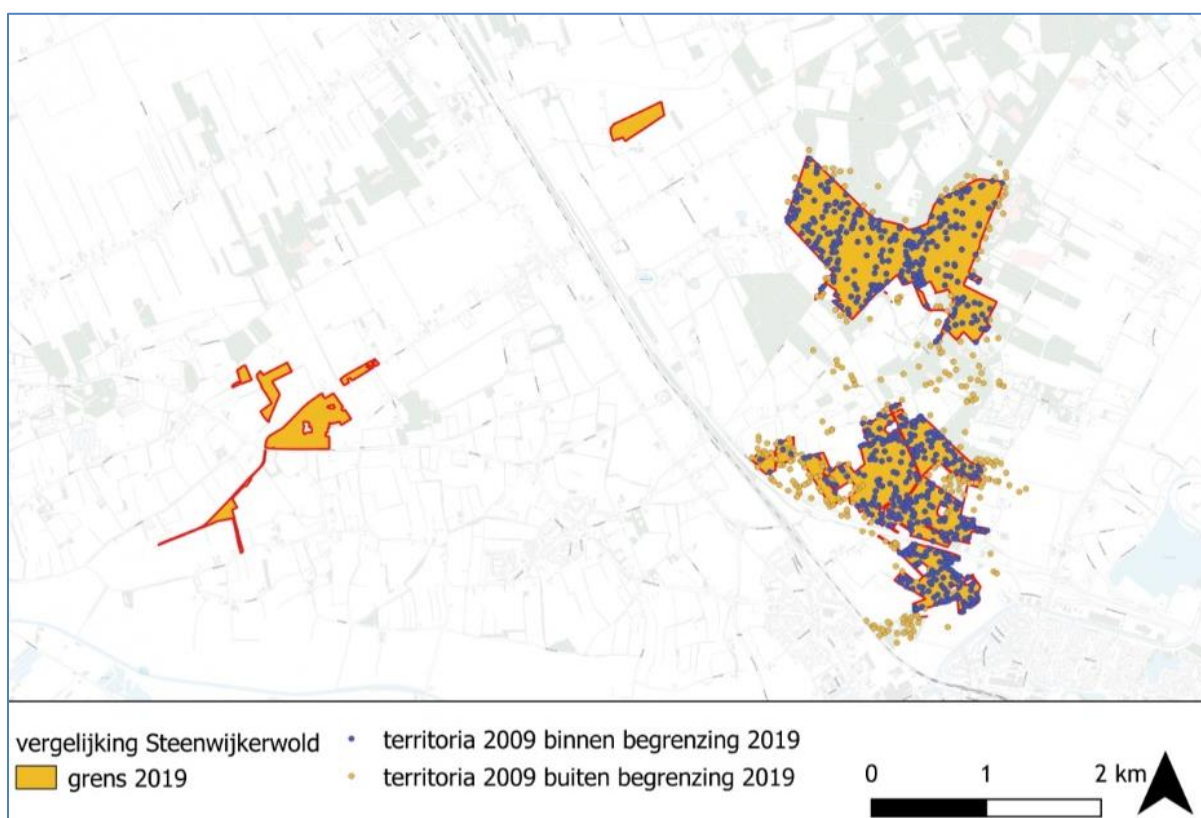 vergelijking Steenwijkerwold
grens 2019
territoria 2009 binnen begrenzing 2019
territoria 2009 buiten begrenzing 2019
0 1 2 km